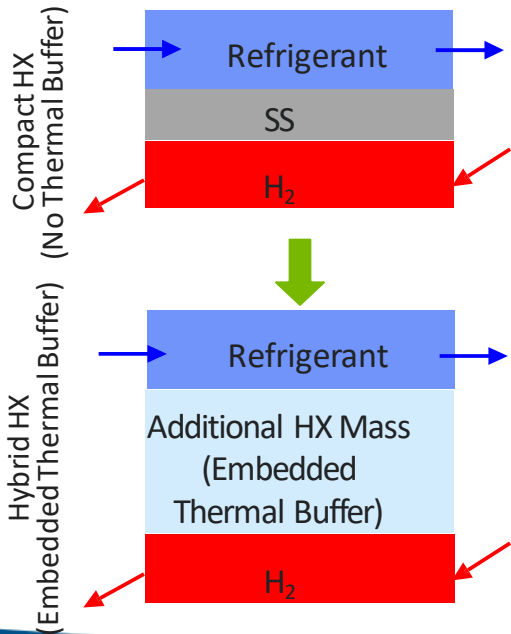 Compact HX
(No Thermal Buffer)
Refrigerant
SS
H₂
Hybrid HX
(Embedded Thermal Buffer)
Refrigerant
Additional HX Mass
(Embedded
Thermal Buffer)
H₂